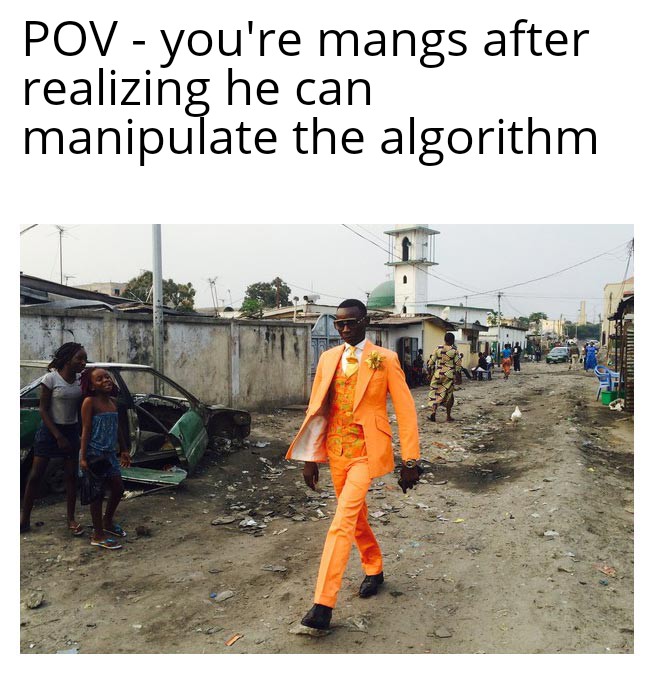 POV - you're mangs after
realizing he can
manipulate the algorithm